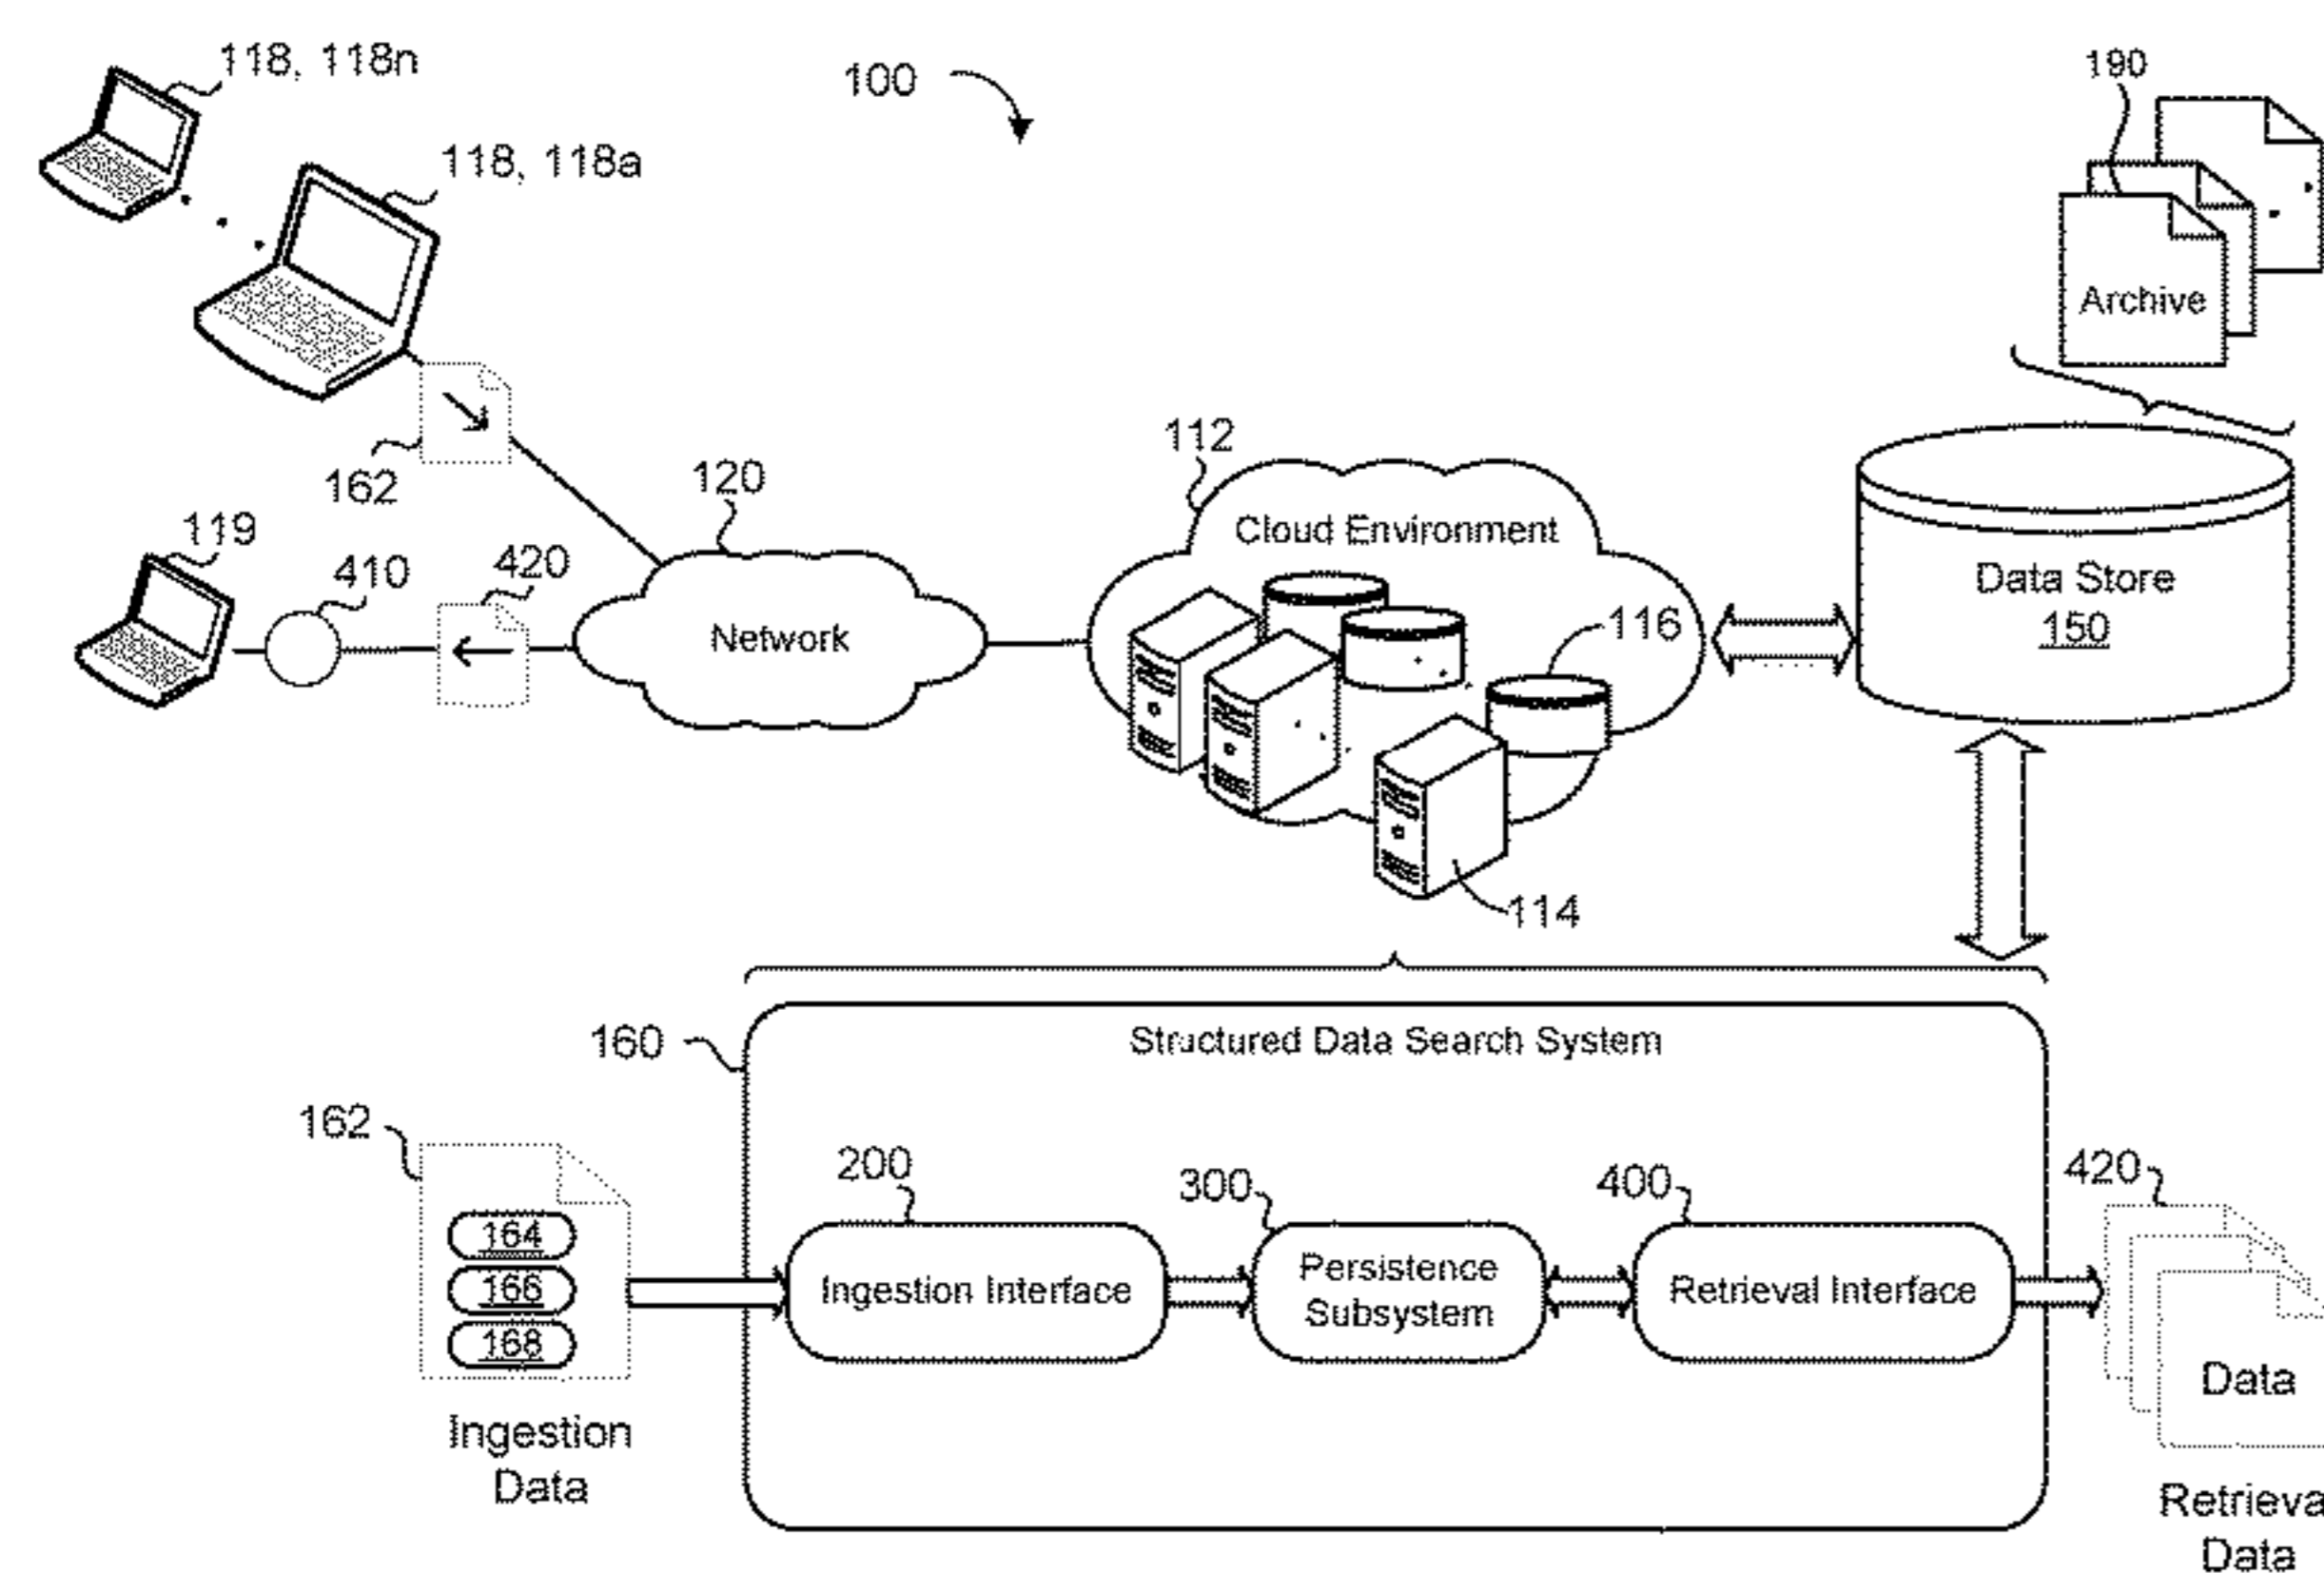 118, 118n
100
190
118, 118a
Archive
162
112
120
Cloud Environment
119
410
420
Data Store
150
Network
116
114
160
Structured Data Search System
162
200
300
400
420
164
166
168
Ingestion Interface
Persistence
Subsystem
Retrieval Interface
Data
Ingestion
Data
Retrieva
Data